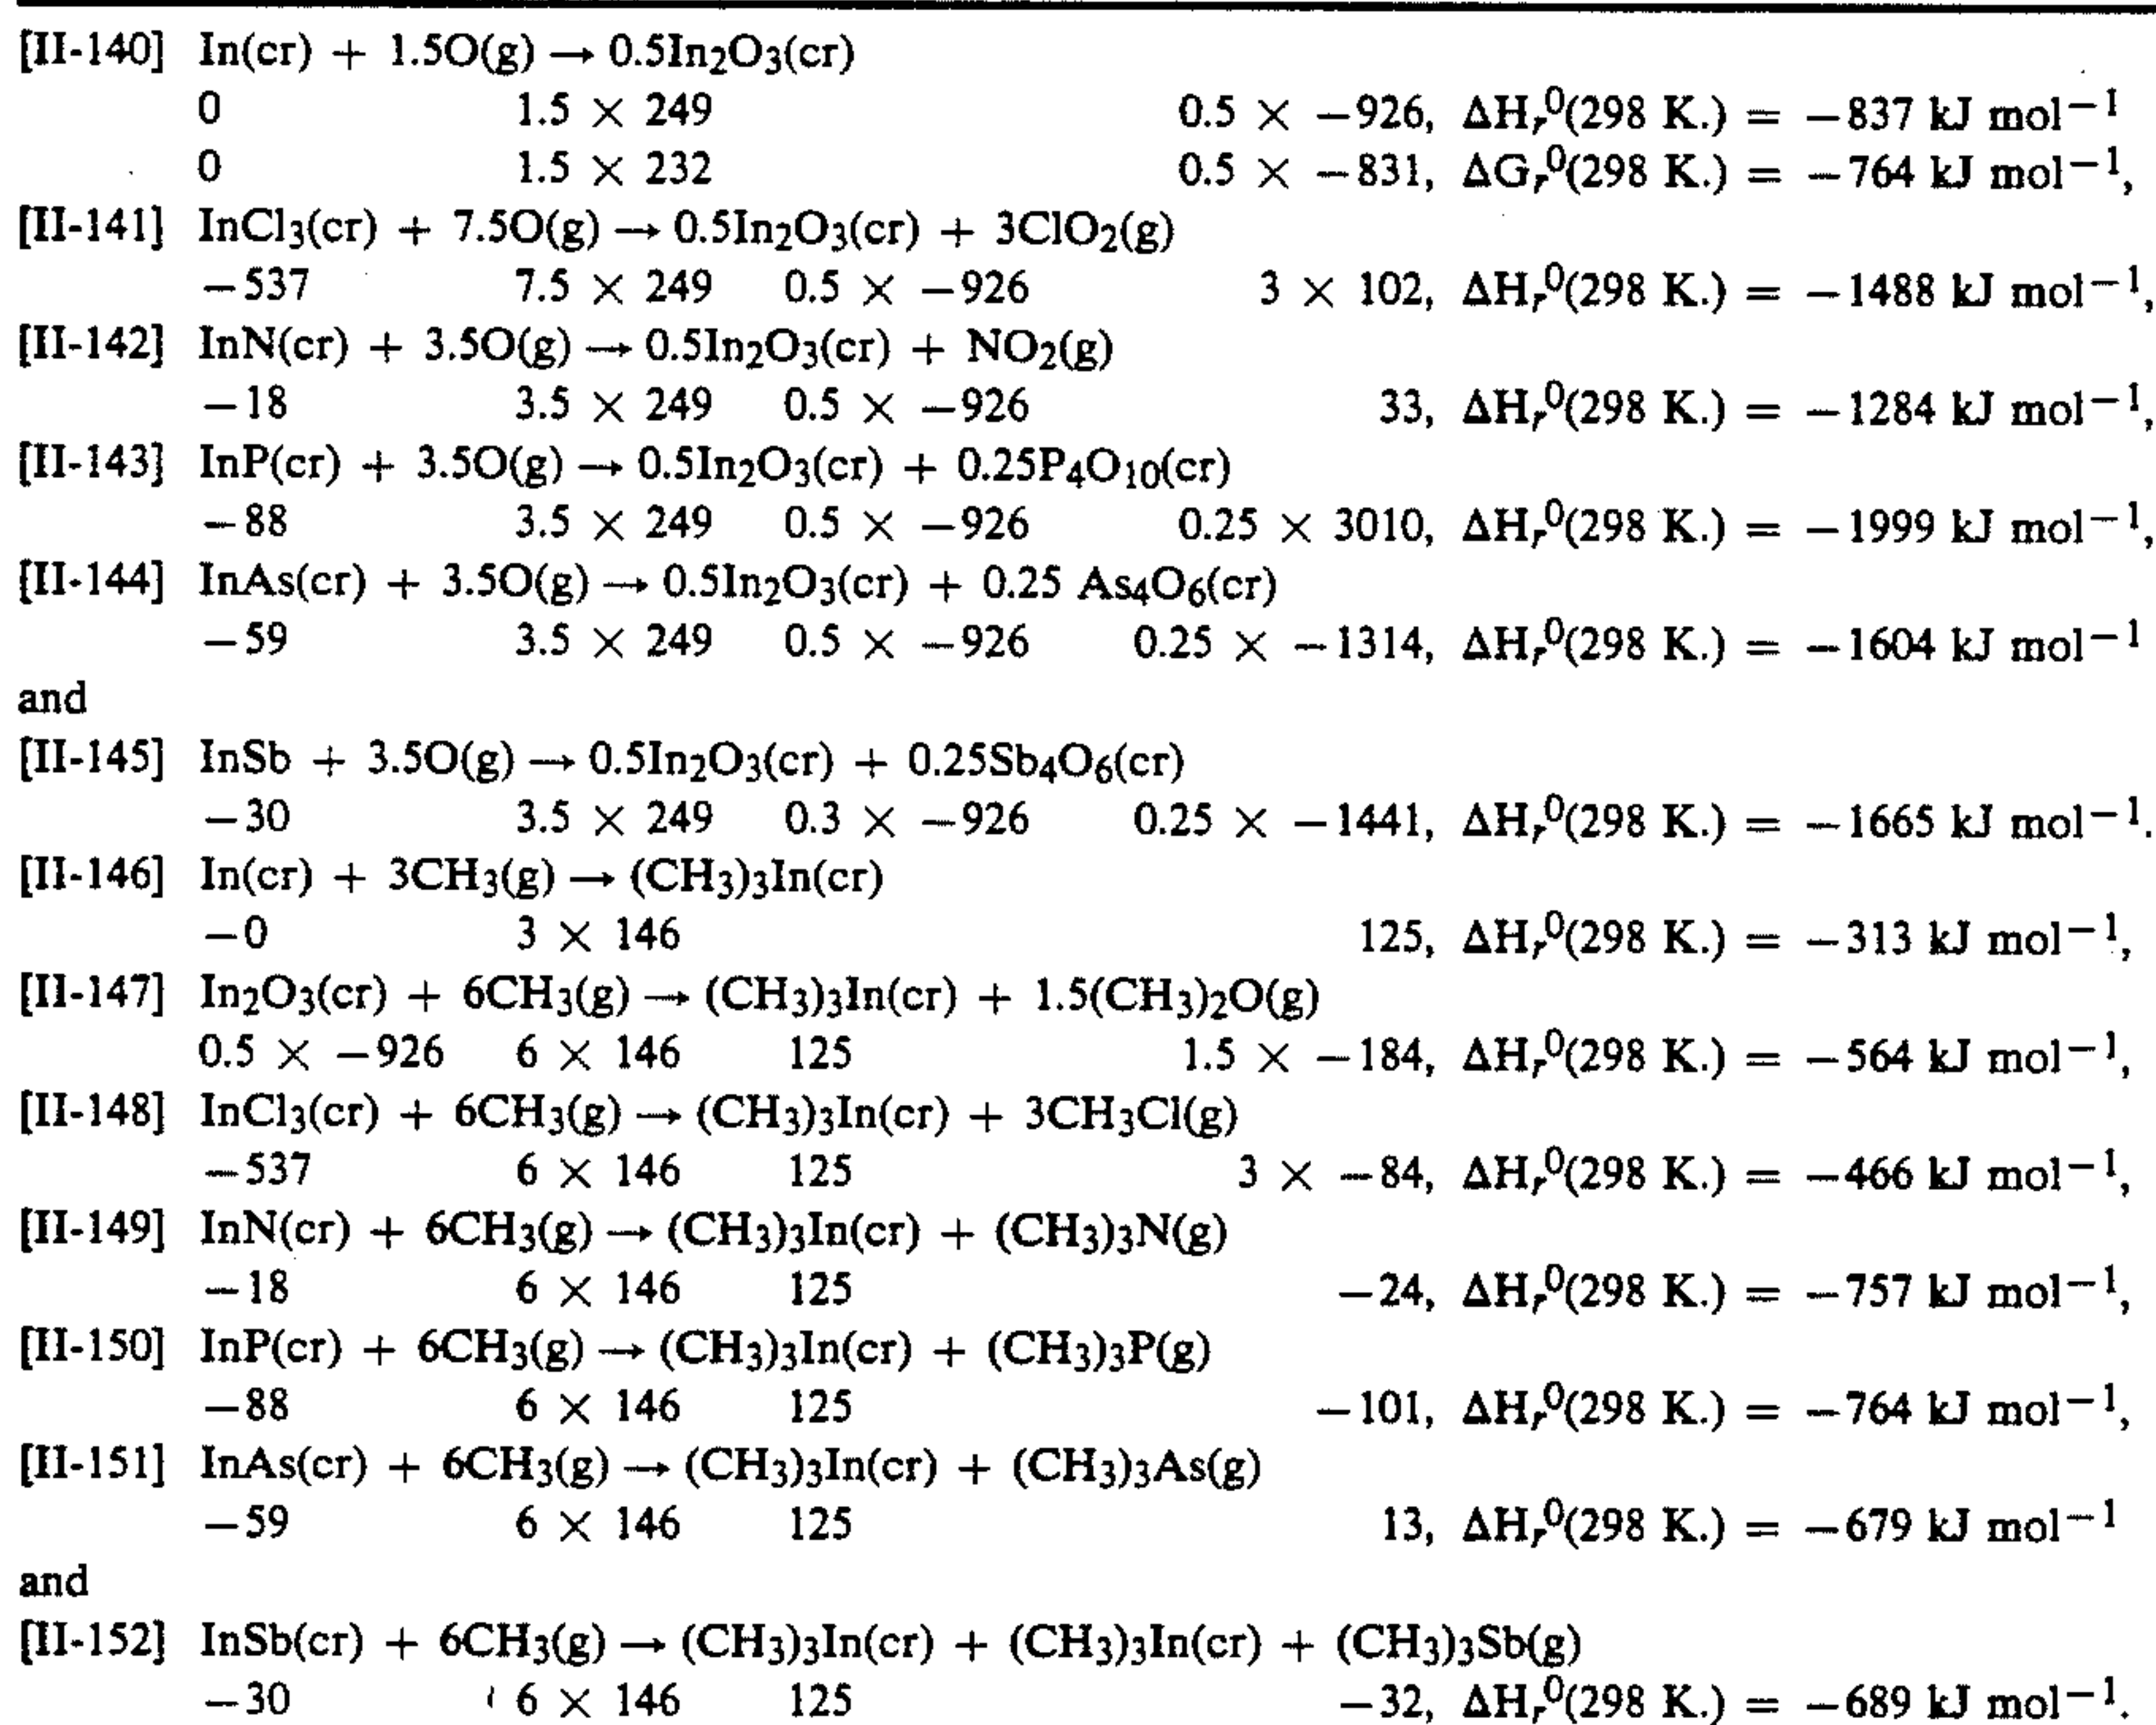 [II-140] In(cr) + 1.5O(g) → 0.5In₂O₃(cr)
0 1.5 × 249 0.5 × −926, ΔHᵣ⁰(298 K.) = −837 kJ mol⁻¹
0 1.5 × 232 0.5 × −831, ΔGᵣ⁰(298 K.) = −764 kJ mol⁻¹,
[II-141] InCl₃(cr) + 7.5O(g) → 0.5In₂O₃(cr) + 3ClO₂(g)
−537 7.5 × 249 0.5 × −926 3 × 102, ΔHᵣ⁰(298 K.) = −1488 kJ mol⁻¹,
[II-142] InN(cr) + 3.5O(g) → 0.5In₂O₃(cr) + NO₂(g)
−18 3.5 × 249 0.5 × −926 33, ΔHᵣ⁰(298 K.) = −1284 kJ mol⁻¹,
[II-143] InP(cr) + 3.5O(g) → 0.5In₂O₃(cr) + 0.25P₄O₁₀(cr)
−88 3.5 × 249 0.5 × −926 0.25 × 3010, ΔHᵣ⁰(298 K.) = −1999 kJ mol⁻¹,
[II-144] InAs(cr) + 3.5O(g) → 0.5In₂O₃(cr) + 0.25 As₄O₆(cr)
−59 3.5 × 249 0.5 × −926 0.25 × −1314, ΔHᵣ⁰(298 K.) = −1604 kJ mol⁻¹
and
[II-145] InSb + 3.5O(g) → 0.5In₂O₃(cr) + 0.25Sb₄O₆(cr)
−30 3.5 × 249 0.3 × −926 0.25 × −1441, ΔHᵣ⁰(298 K.) = −1665 kJ mol⁻¹.
[II-146] In(cr) + 3CH₃(g) → (CH₃)₃In(cr)
−0 3 × 146 125, ΔHᵣ⁰(298 K.) = −313 kJ mol⁻¹,
[II-147] In₂O₃(cr) + 6CH₃(g) → (CH₃)₃In(cr) + 1.5(CH₃)₂O(g)
0.5 × −926 6 × 146 125 1.5 × −184, ΔHᵣ⁰(298 K.) = −564 kJ mol⁻¹,
[II-148] InCl₃(cr) + 6CH₃(g) → (CH₃)₃In(cr) + 3CH₃Cl(g)
−537 6 × 146 125 3 × −84, ΔHᵣ⁰(298 K.) = −466 kJ mol⁻¹,
[II-149] InN(cr) + 6CH₃(g) → (CH₃)₃In(cr) + (CH₃)₃N(g)
−18 6 × 146 125 −24, ΔHᵣ⁰(298 K.) = −757 kJ mol⁻¹,
[II-150] InP(cr) + 6CH₃(g) → (CH₃)₃In(cr) + (CH₃)₃P(g)
−88 6 × 146 125 −101, ΔHᵣ⁰(298 K.) = −764 kJ mol⁻¹,
[II-151] InAs(cr) + 6CH₃(g) → (CH₃)₃In(cr) + (CH₃)₃As(g)
−59 6 × 146 125 13, ΔHᵣ⁰(298 K.) = −679 kJ mol⁻¹
and
[II-152] InSb(cr) + 6CH₃(g) → (CH₃)₃In(cr) + (CH₃)₃In(cr) + (CH₃)₃Sb(g)
−30 6 × 146 125 −32, ΔHᵣ⁰(298 K.) = −689 kJ mol⁻¹.